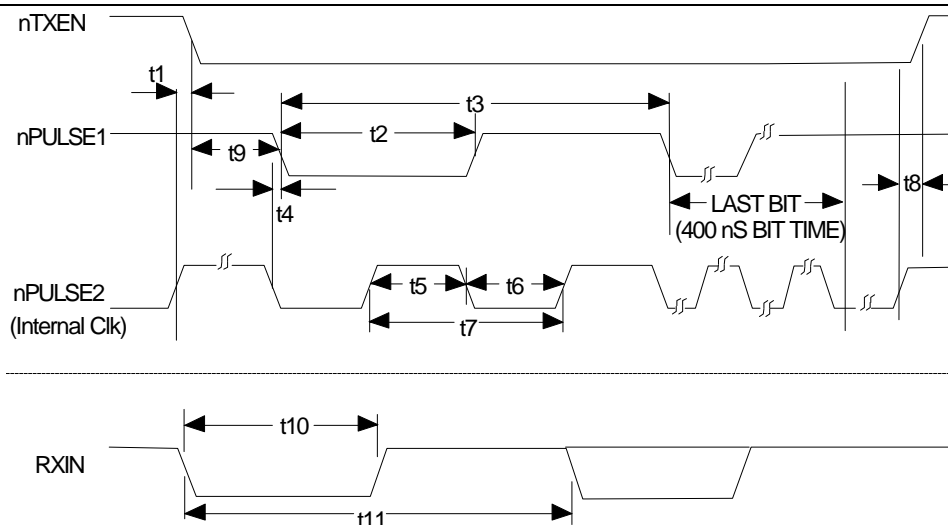 nTXEN
t1
t3
nPULSE1
t2
t9
t8
t4
LAST BIT
(400 nS BIT TIME)
nPULSE2
(Internal Clk)
t5
t6
t7
t10
RXIN
t11